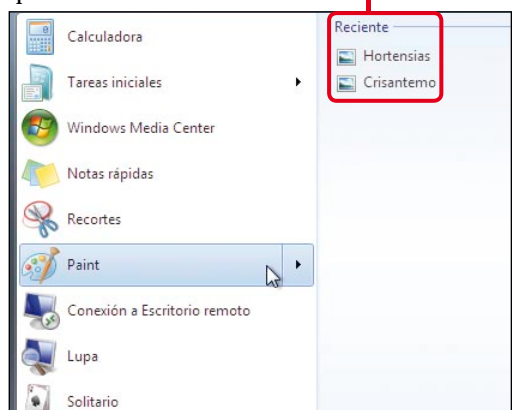 Calculadora
Tareas iniciales
Windows Media Center
Notas rápidas
Recortes
Paint
Conexión a Escritorio remoto
Lupa
Solitario
Reciente
Hortensias
Crisantemo